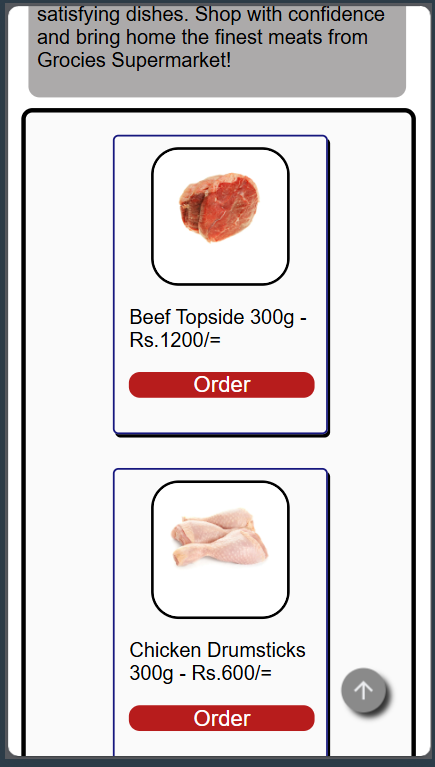 satisfying dishes. Shop with confidence
and bring home the finest meats from
Grocies Supermarket!
Beef Topside 300g -
Rs.1200/=
Order
Chicken Drumsticks
300g - Rs.600/=
Order